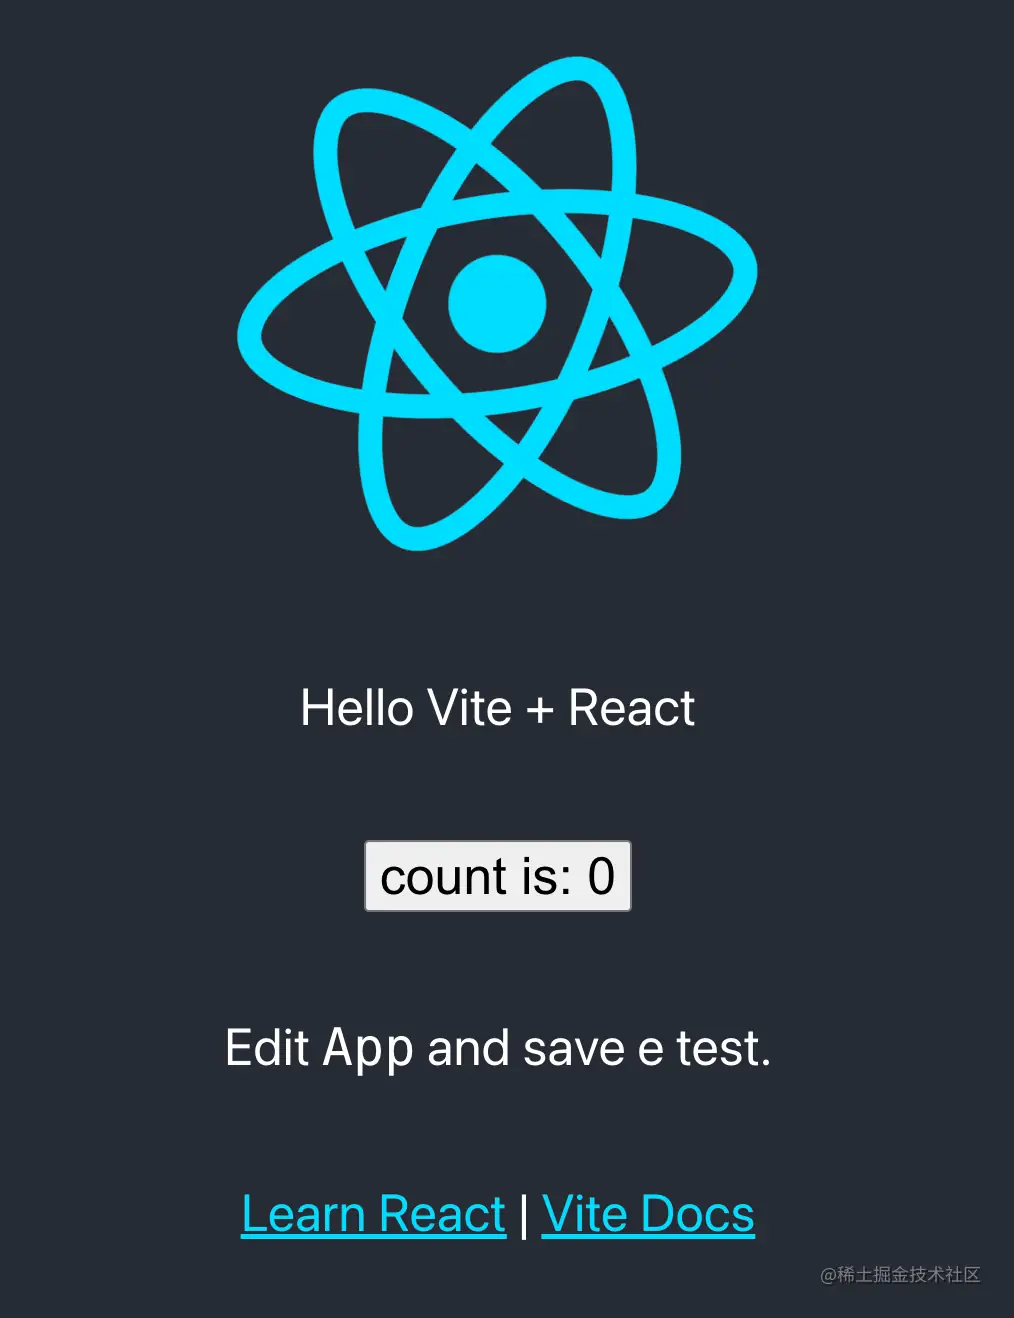 Hello Vite + React
count is: 0
Edit App and save e test.
Learn React | Vite Docs
@稀土掘金技术社区